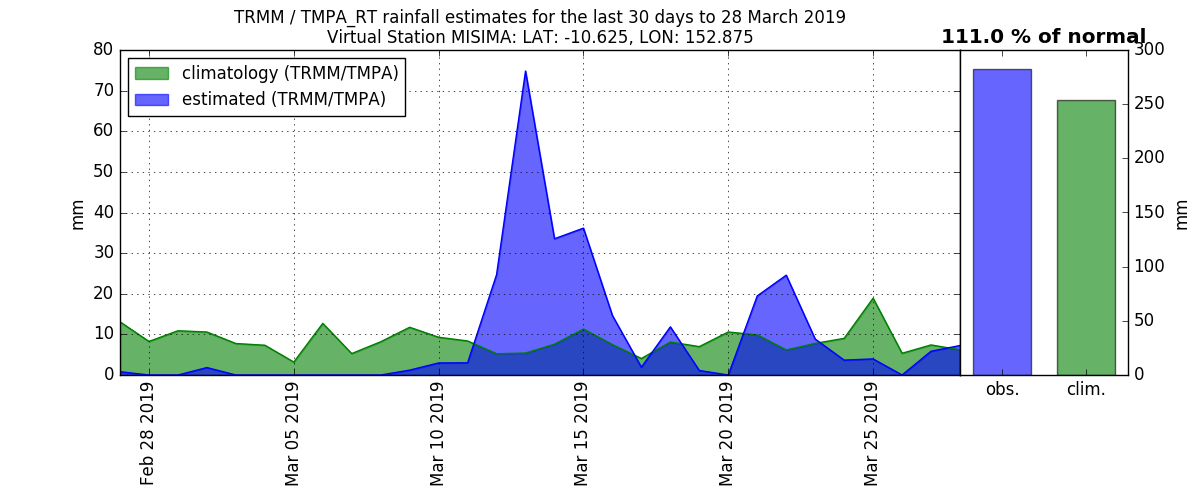 TRMM / TMPA_RT rainfall estimates for the last 30 days to 28 March 2019
Virtual Station MISIMA: LAT: -10.625, LON: 152.875
111.0 % of normal
climatology (TRMM/TMPA)
estimated (TRMM/TMPA)
mm
80
70
60
50
40
30
20
10
0
Feb 28 2019
Mar 05 2019
Mar 10 2019
Mar 15 2019
Mar 20 2019
Mar 25 2019
obs.
clim.
300
250
200
150
100
50
0
mm